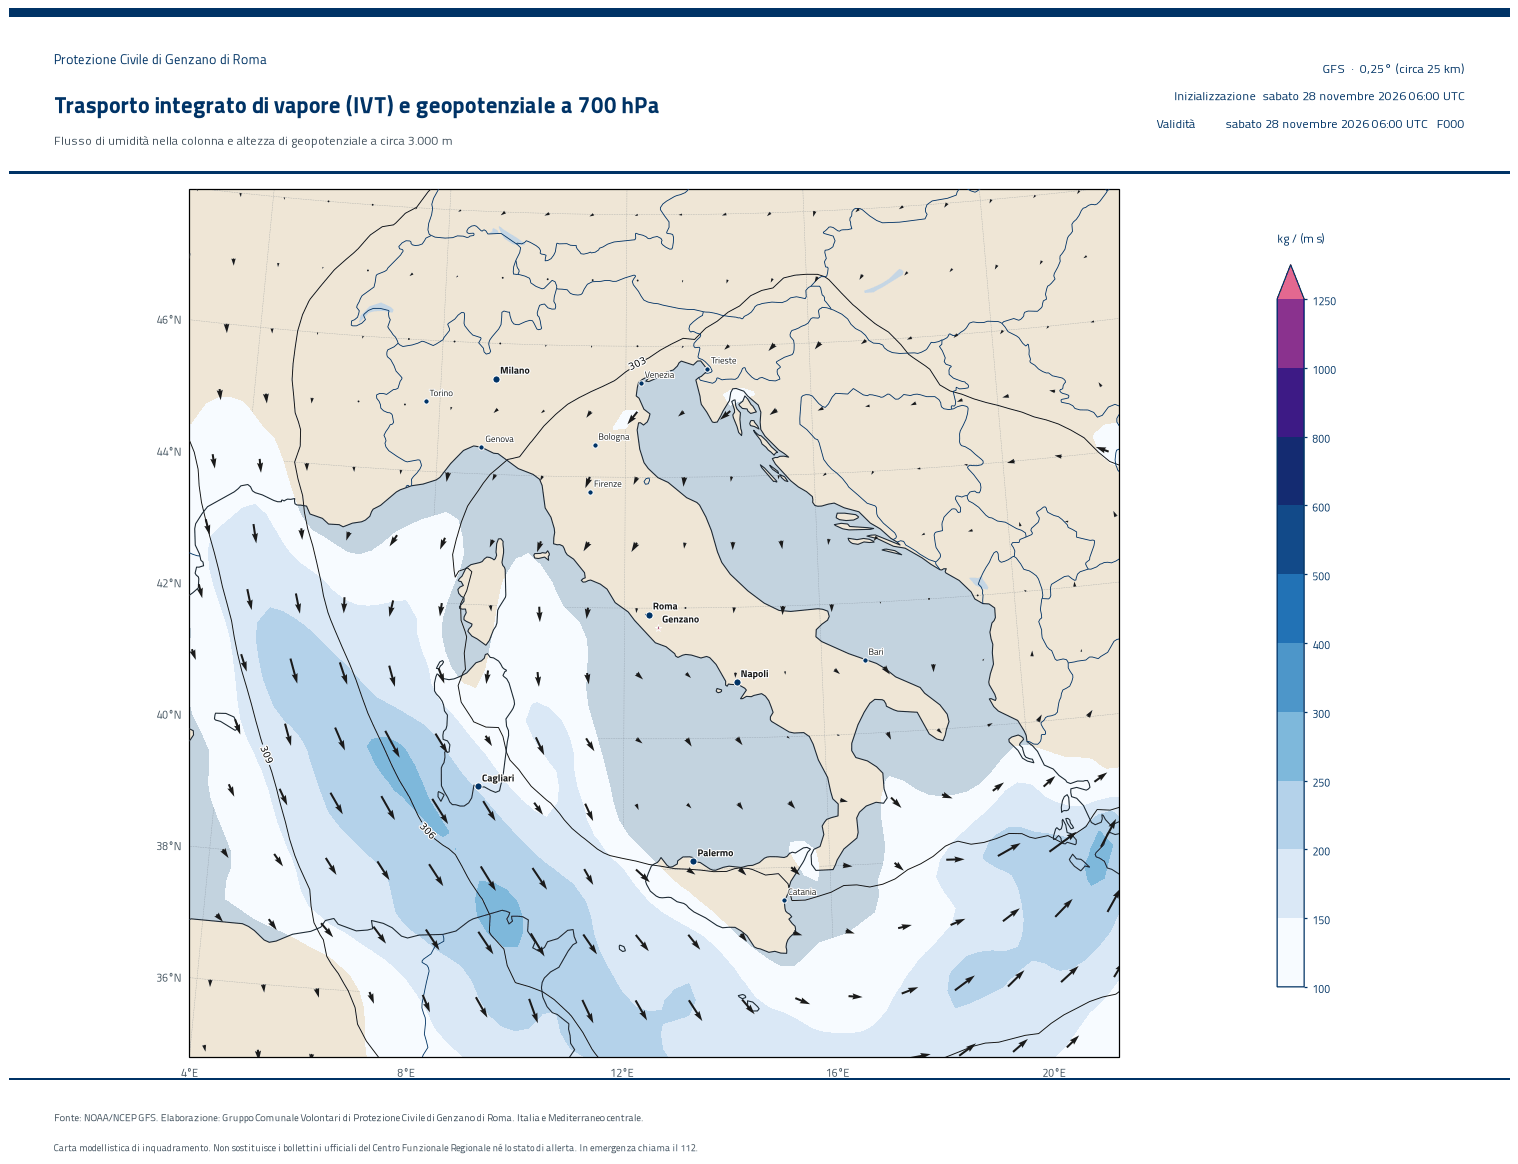 Protezione Civile di Genzano di Roma
Trasporto integrato di vapore (IVT) e geopotenziale a 700 hPa
Flusso di umidità nella colonna e altezza di geopotenziale a circa 3.000 m
GFS · 0,25° (circa 25 km)
Inizializzazione sabato 28 novembre 2026 06:00 UTC
Validità sabato 28 novembre 2026 06:00 UTC F000
kg / (m s)
1250
1000
800
600
500
400
300
250
200
150
100
46°N
44°N
42°N
40°N
38°N
36°N
4°E
8°E
12°E
16°E
20°E
303
309
306
Trieste
Venezia
Milano
Torino
Genova
Bologna
Firenze
Roma
Genzano
Bari
Napoli
Cagliari
Palermo
Catania
Fonte: NOAA/NCEP GFS. Elaborazione: Gruppo Comunale Volontari di Protezione Civile di Genzano di Roma. Italia e Mediterraneo centrale.
Carta modellistica di inquadramento. Non sostituisce i bollettini ufficiali del Centro Funzionale Regionale né lo stato di allerta. In emergenza chiama il 112.